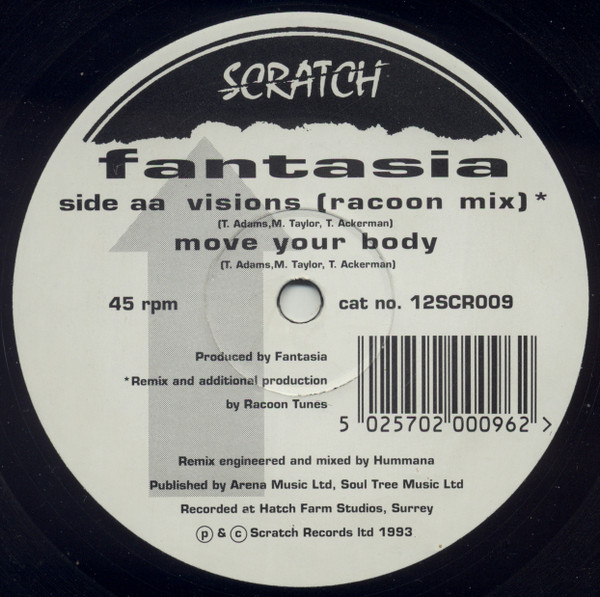 SCRATCH
fantasia
side aa visions (racoon mix)*
(T. Adams,M. Taylor, T. Ackerman)
move your body
(T. Adams,M. Taylor, T. Ackerman)
45 rpm cat no. 12SCR009
Produced by Fantasia
*Remix and additional production
by Racoon Tunes
5 025702 000962 >
Remix engineered and mixed by Hummana
Published by Arena Music Ltd, Soul Tree Music Ltd
Recorded at Hatch Farm Studios, Surrey
℗ & © Scratch Records ltd 1993